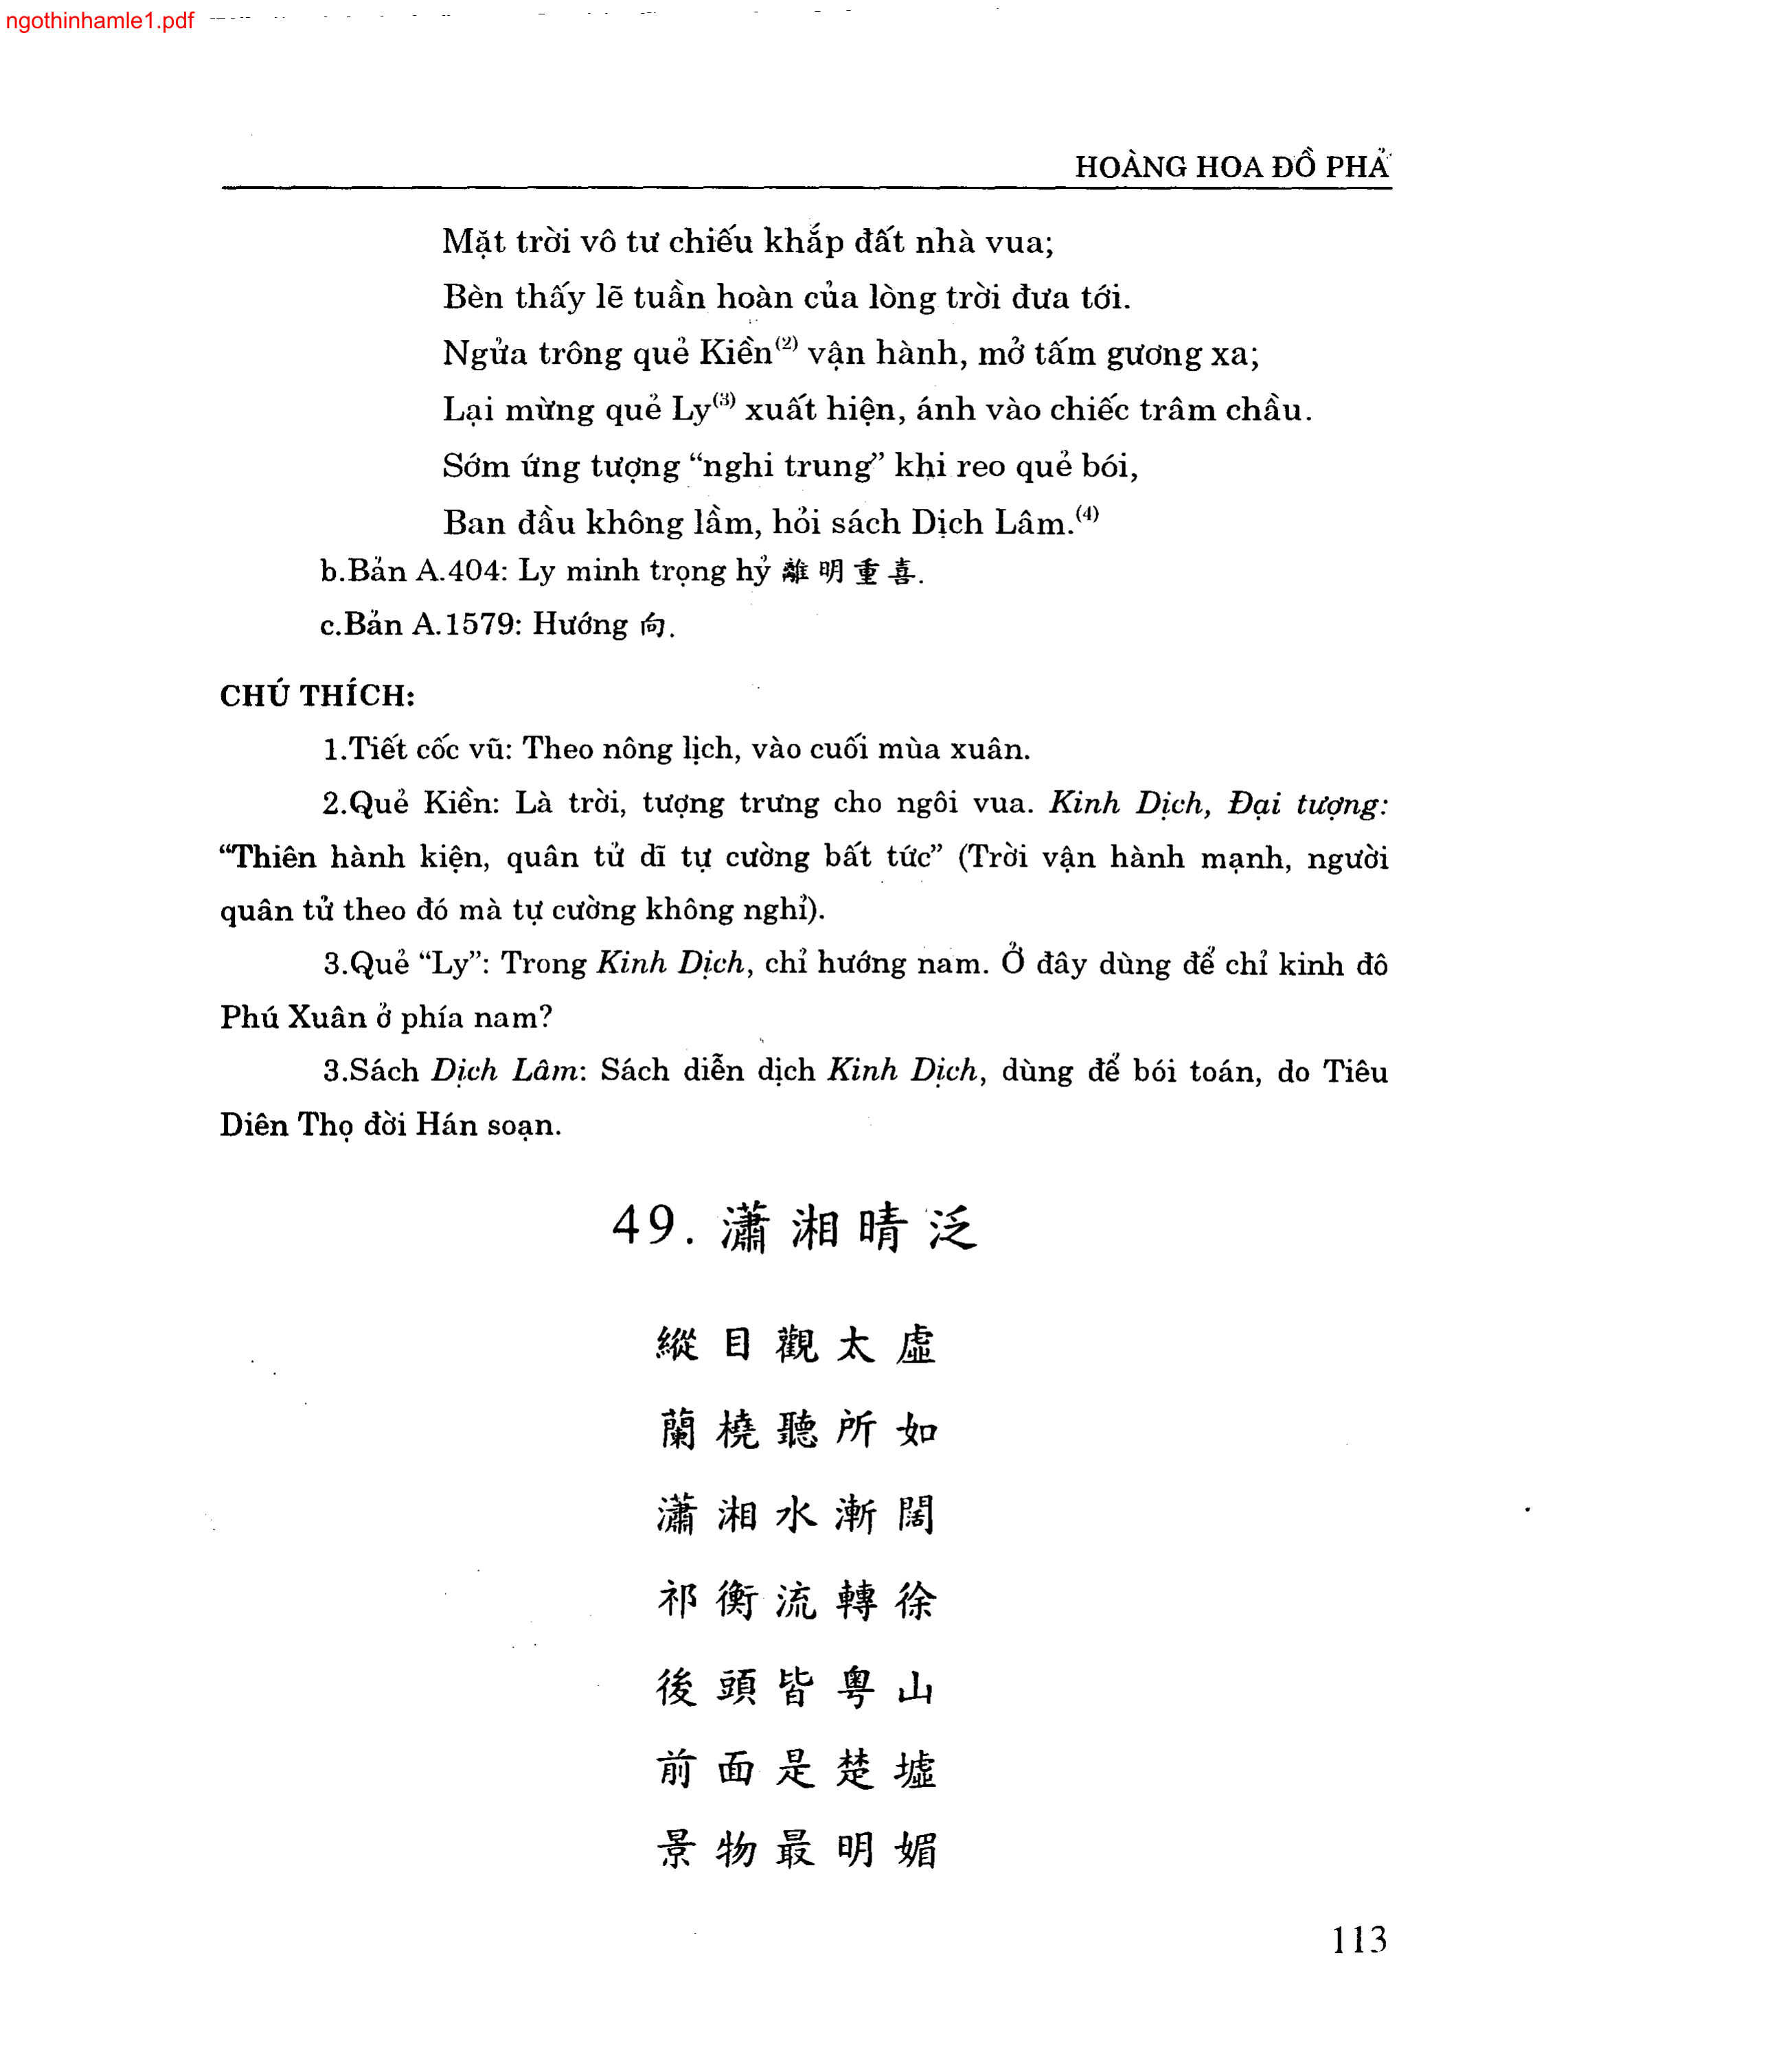 ngothinhamle1.pdf
HOÀNG HOA ĐỒ PHẢ
Mặt trời vô tư chiếu khắp đất nhà vua;
Bèn thấy lẽ tuần hoàn của lòng trời đưa tới.
Ngửa trông quẻ Kiền(2) vận hành, mở tấm gương xa;
Lại mừng quẻ Ly(3) xuất hiện, ánh vào chiếc trâm chầu.
Sớm ứng tượng “nghi trung” khi reo quẻ bói,
Ban đầu không lầm, hỏi sách Dịch Lâm.(4)
b.Bản A.404: Ly minh trọng hỷ 離明重喜.
c.Bản A.1579: Hướng 向.
CHÚ THÍCH:
1.Tiết cốc vũ: Theo nông lịch, vào cuối mùa xuân.
2.Quẻ Kiền: Là trời, tượng trưng cho ngôi vua. Kinh Dịch, Đại tượng:
“Thiên hành kiện, quân tử dĩ tự cường bất tức” (Trời vận hành mạnh, người
quân tử theo đó mà tự cường không nghỉ).
3.Quẻ “Ly”: Trong Kinh Dịch, chỉ hướng nam. Ở đây dùng để chỉ kinh đô
Phú Xuân ở phía nam?
3.Sách Dịch Lâm: Sách diễn dịch Kinh Dịch, dùng để bói toán, do Tiêu
Diên Thọ đời Hán soạn.
49. 瀟湘晴泛
縱目觀太虛
蘭橈聽所如
瀟湘水漸闊
祁衡流轉徐
後頭皆粵山
前面是楚墟
景物最明媚
113